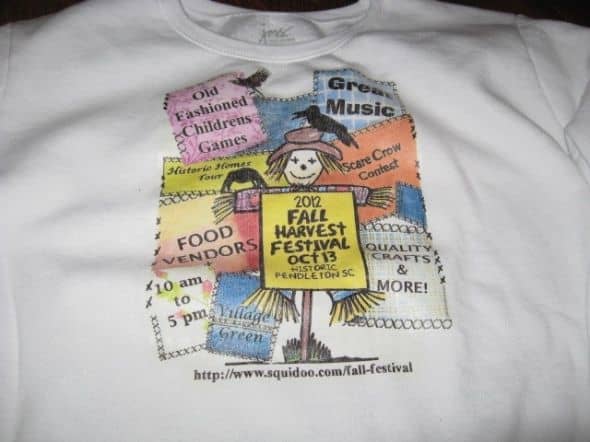 Old
Fashioned
Childrens
Games
Great
Music
Historic Homes
Tour
Scare Crow
Contest
2012
FALL
HARVEST
FESTIVAL
OCT 13
HISTORIC
PENDLETON SC
FOOD
VENDORS
QUALITY
CRAFTS
&
MORE!
10 am
to
5 pm
Village
Green
http://www.squidoo.com/fall-festival